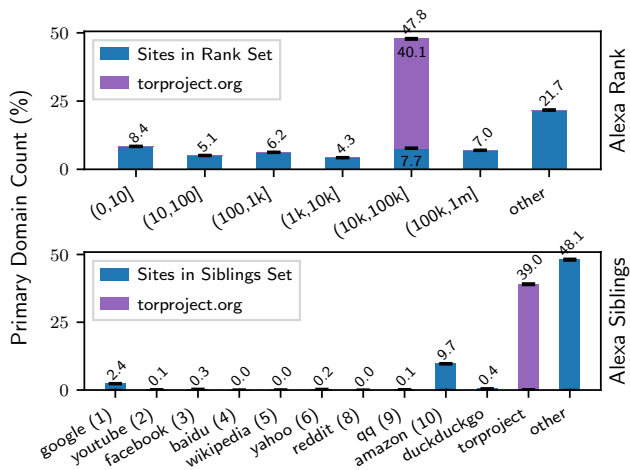 Primary Domain Count (%)
50
25
0
Sites in Rank Set
torproject.org
8.4
5.1
6.2
4.3
47.8
40.1
7.7
7.0
21.7
(0,10]
(10,100]
(100,1k]
(1k,10k]
(10k,100k]
(100k,1m]
other
Alexa Rank
50
25
0
Sites in Siblings Set
torproject.org
2.4
0.1
0.3
0.0
0.0
0.2
0.0
0.1
9.7
0.4
39.0
48.1
google (1)
youtube (2)
facebook (3)
baidu (4)
wikipedia (5)
yahoo (6)
reddit (8)
qq (9)
amazon (10)
duckduckgo
torproject
other
Alexa Siblings